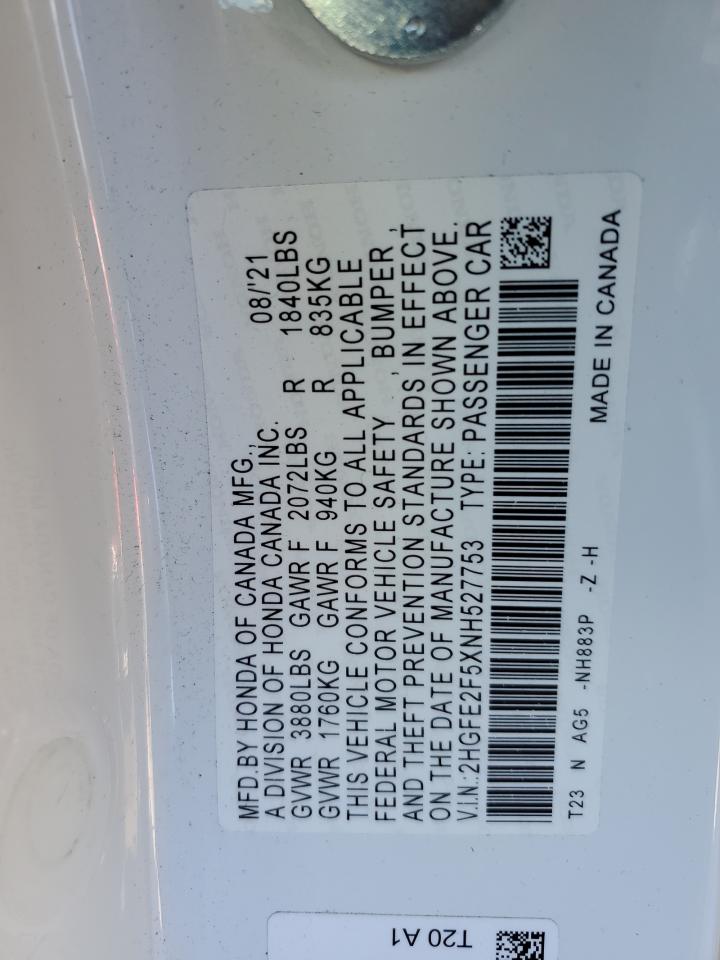 MFD.BY HONDA OF CANADA MFG.,
A DIVISION OF HONDA CANADA INC. 08/'21
GVWR 3880LBS GAWR F 2072LBS R 1840LBS
GVWR 1760KG GAWR F 940KG R 835KG
THIS VEHICLE CONFORMS TO ALL APPLICABLE
FEDERAL MOTOR VEHICLE SAFETY , BUMPER ,
AND THEFT PREVENTION STANDARDS IN EFFECT
ON THE DATE OF MANUFACTURE SHOWN ABOVE.
V.I.N.:2HGFE2F5XNH527753 TYPE: PASSENGER CAR
T23 N AG5 -NH883P -Z -H MADE IN CANADA
T20 A1